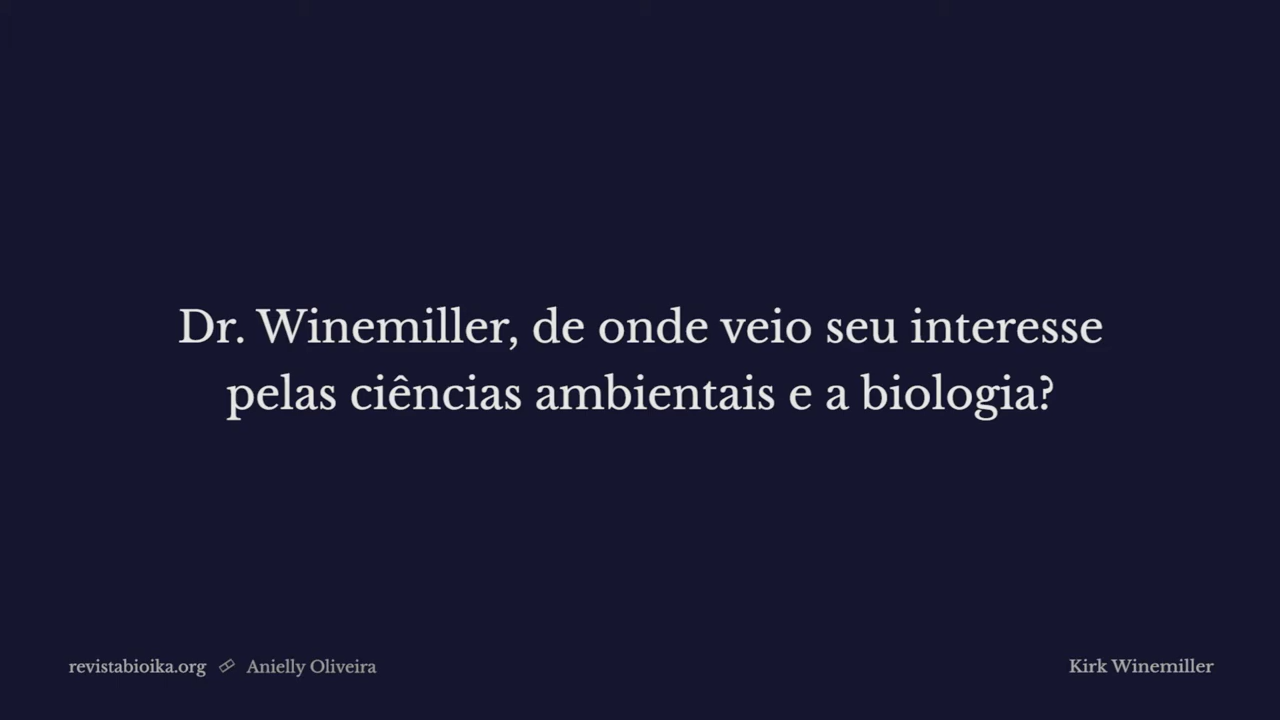 Dr. Winemiller, de onde veio seu interesse
pelas ciências ambientais e a biologia?
revistabioika.org Anielly Oliveira
Kirk Winemiller